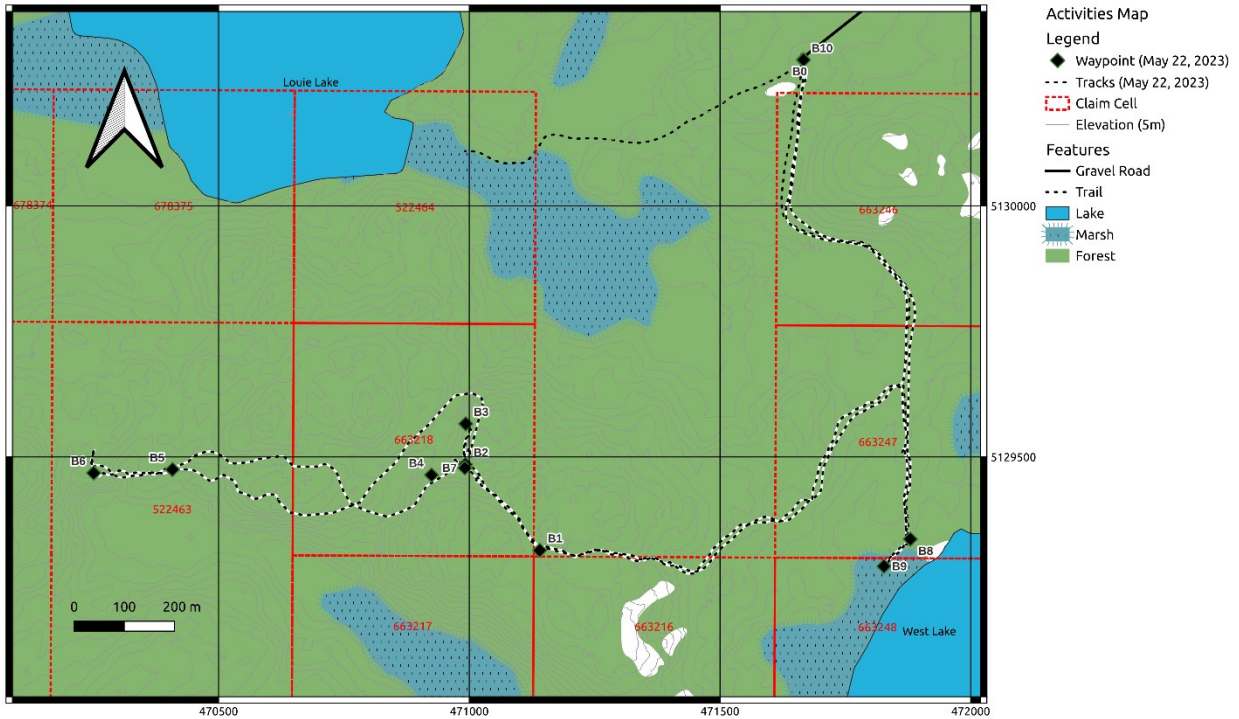 Activities Map
Legend
Waypoint (May 22, 2023)
Tracks (May 22, 2023)
Claim Cell
Elevation (5m)
Features
Gravel Road
Trail
Lake
Marsh
Forest
B10
B0
Louie Lake
678374
678375
522464
663246
5130000
B3
663218
B2
663247
B6
B5
B4
B7
5129500
522463
B1
B8
B9
0 100 200 m
663217
663216
663248
West Lake
470500
471000
471500
472000